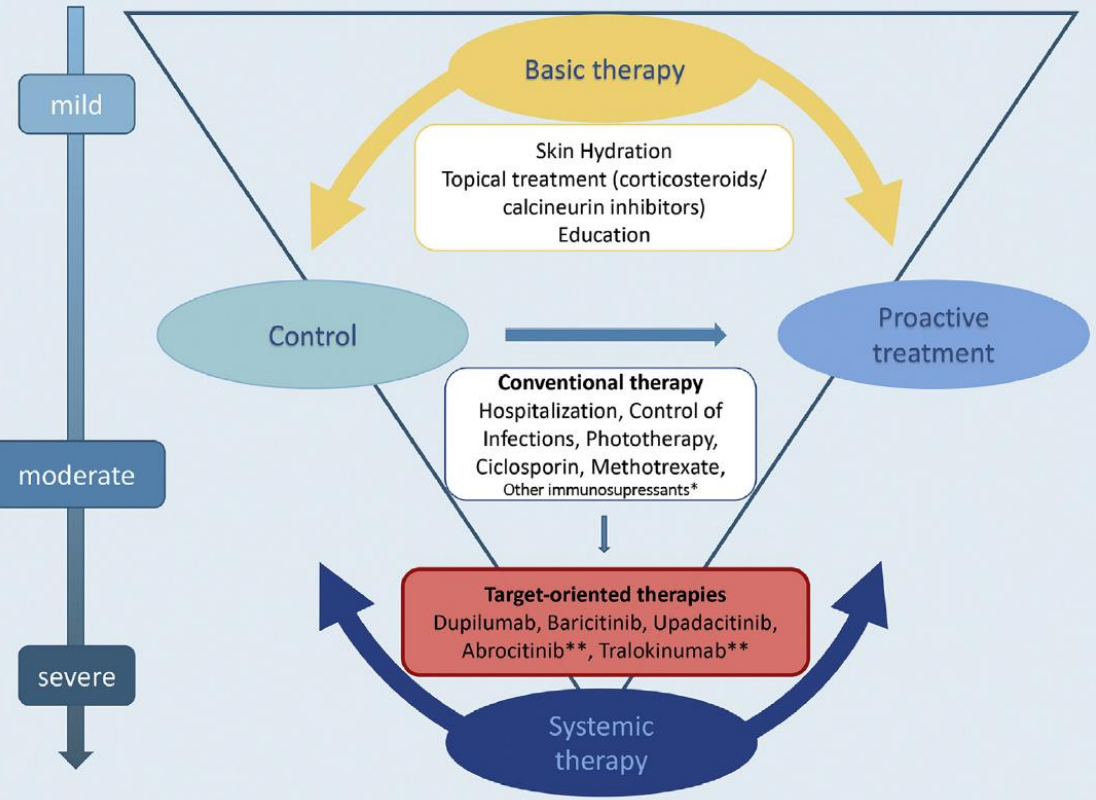 mild
Basic therapy
Skin Hydration
Topical treatment (corticosteroids/
calcineurin inhibitors)
Education
Control
Proactive
treatment
Conventional therapy
Hospitalization, Control of
Infections, Phototherapy,
Ciclosporin, Methotrexate,
Other immunosupressants*
moderate
Target-oriented therapies
Dupilumab, Baricitinib, Upadacitinib,
Abrocitinib**, Tralokinumab**
severe
Systemic
therapy